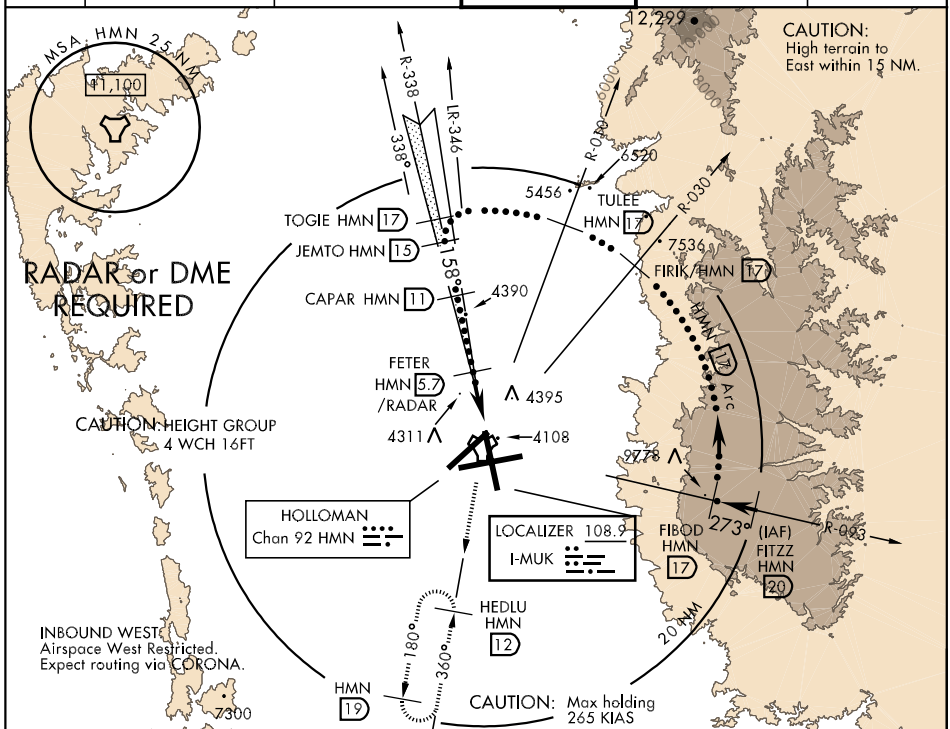 MSA HMN 25 NM
11,100
12,299
10,000
8000
6000
CAUTION:
High terrain to
East within 15 NM.
R-338
338°
LR-346
R-010
R-030
6520
5456
TULEE
HMN 17
7536
FIRIK/HMN 17
TOGIE HMN 17
JEMTO HMN 15
158°
CAPAR HMN 11
4390
RADAR or DME
REQUIRED
HMN 17 Arc
FETER
HMN 5.7
/RADAR
4395
4311
4108
CAUTION: HEIGHT GROUP
4 WCH 16FT
9778
HOLLOMAN
Chan 92 HMN
LOCALIZER 108.9
I-MUK
FIBOD
HMN
17
273°
(IAF)
FITZZ
HMN
20
R-093
20 NM
HEDLU
HMN
12
180°
360°
INBOUND WEST
Airspace West Restricted.
Expect routing via CORONA.
7300
HMN
19
CAUTION: Max holding
265 KIAS